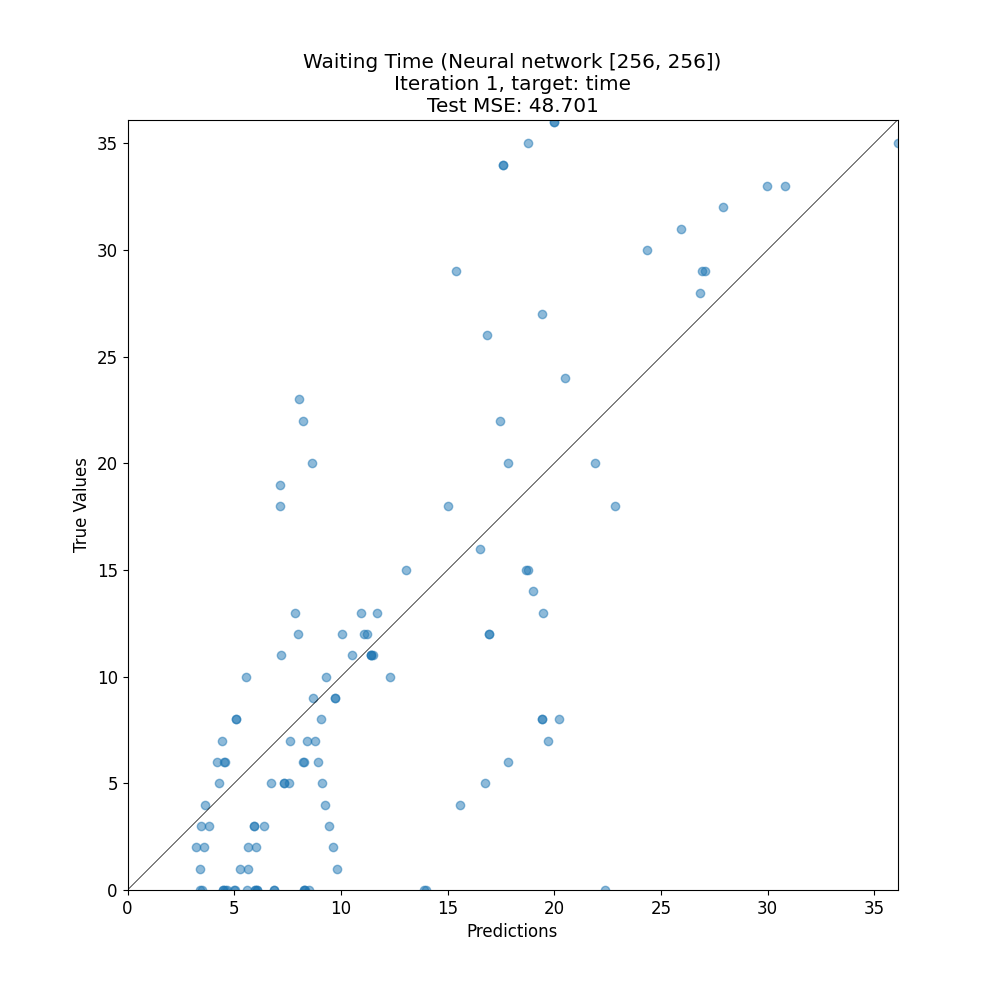 Waiting Time (Neural network [256, 256])
Iteration 1, target: time
Test MSE: 48.701
True Values
35
30
25
20
15
10
5
0
0 5 10 15 20 25 30 35
Predictions